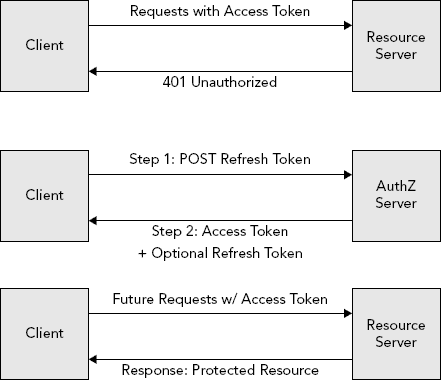 Requests with Access Token
Client
Resource
Server
401 Unauthorized
Step 1: POST Refresh Token
Client
AuthZ
Server
Step 2: Access Token
+ Optional Refresh Token
Future Requests w/ Access Token
Client
Resource
Server
Response: Protected Resource